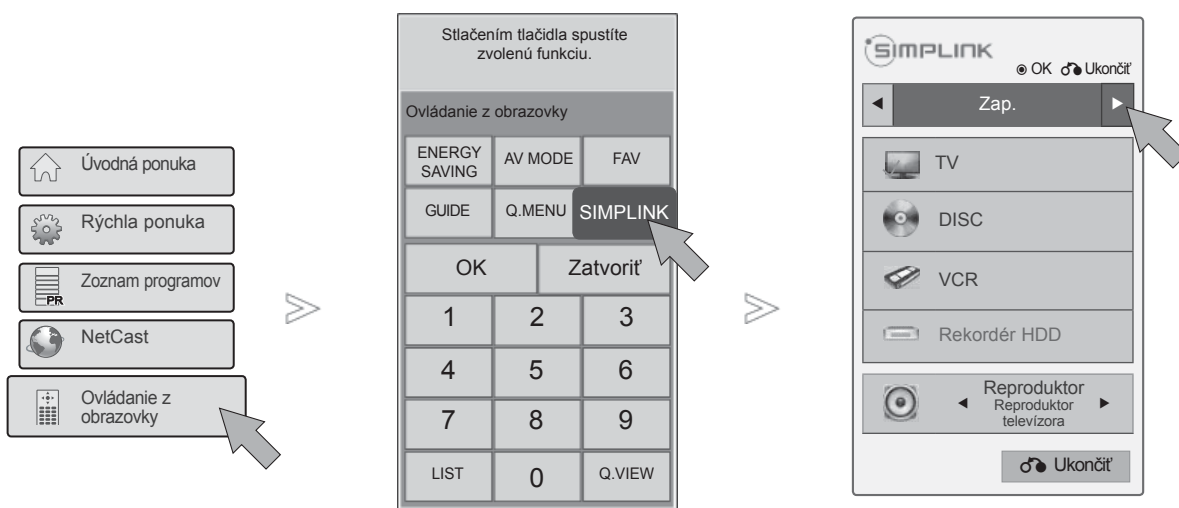 Úvodná ponuka
Rýchla ponuka
Zoznam programov
PR
NetCast
Ovládanie z
obrazovky
Stlačením tlačidla spustíte
zvolenú funkciu.
Ovládanie z obrazovky
ENERGY
SAVING
AV MODE
FAV
GUIDE
Q.MENU
SIMPLINK
OK
Zatvoriť
1
2
3
4
5
6
7
8
9
LIST
0
Q.VIEW
SIMPLINK
OK Ukončiť
Zap.
TV
DISC
VCR
Rekordér HDD
Reproduktor
Reproduktor
televízora
Ukončiť